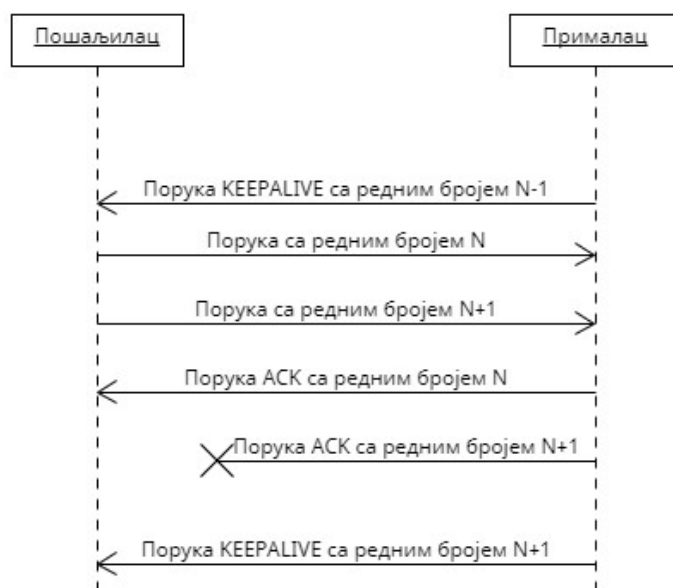 Пошаљилац
Прималац
Порука KEEPALIVE са редним бројем N-1
Порука са редним бројем N
Порука са редним бројем N+1
Порука ACK са редним бројем N
Порука ACK са редним бројем N+1
Порука KEEPALIVE са редним бројем N+1